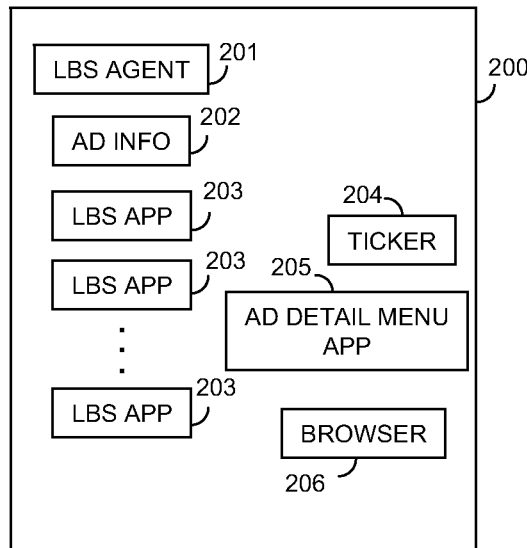 LBS AGENT
201
200
AD INFO
202
LBS APP
203
204
TICKER
LBS APP
203
205
AD DETAIL MENU
APP
LBS APP
203
BROWSER
206